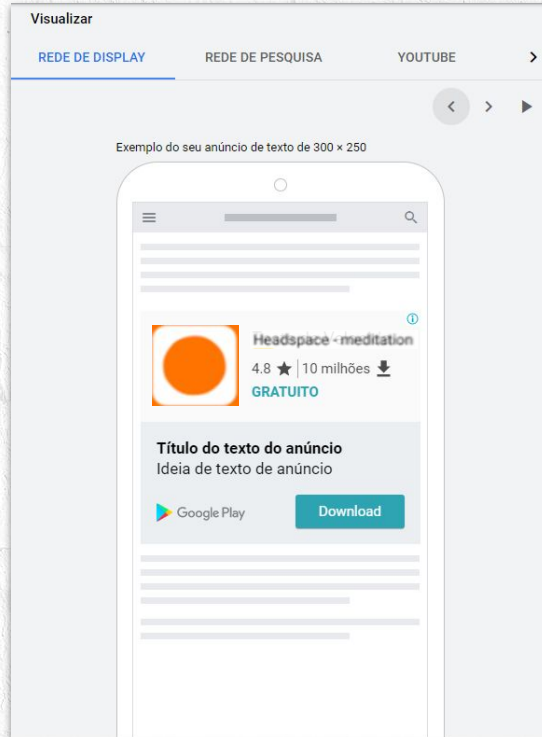 Visualizar
REDE DE DISPLAY REDE DE PESQUISA YOUTUBE
Exemplo do seu anúncio de texto de 300 × 250
Headspace - meditation
4.8 ★ | 10 milhões
GRATUITO
Título do texto do anúncio
Ideia de texto de anúncio
Google Play Download